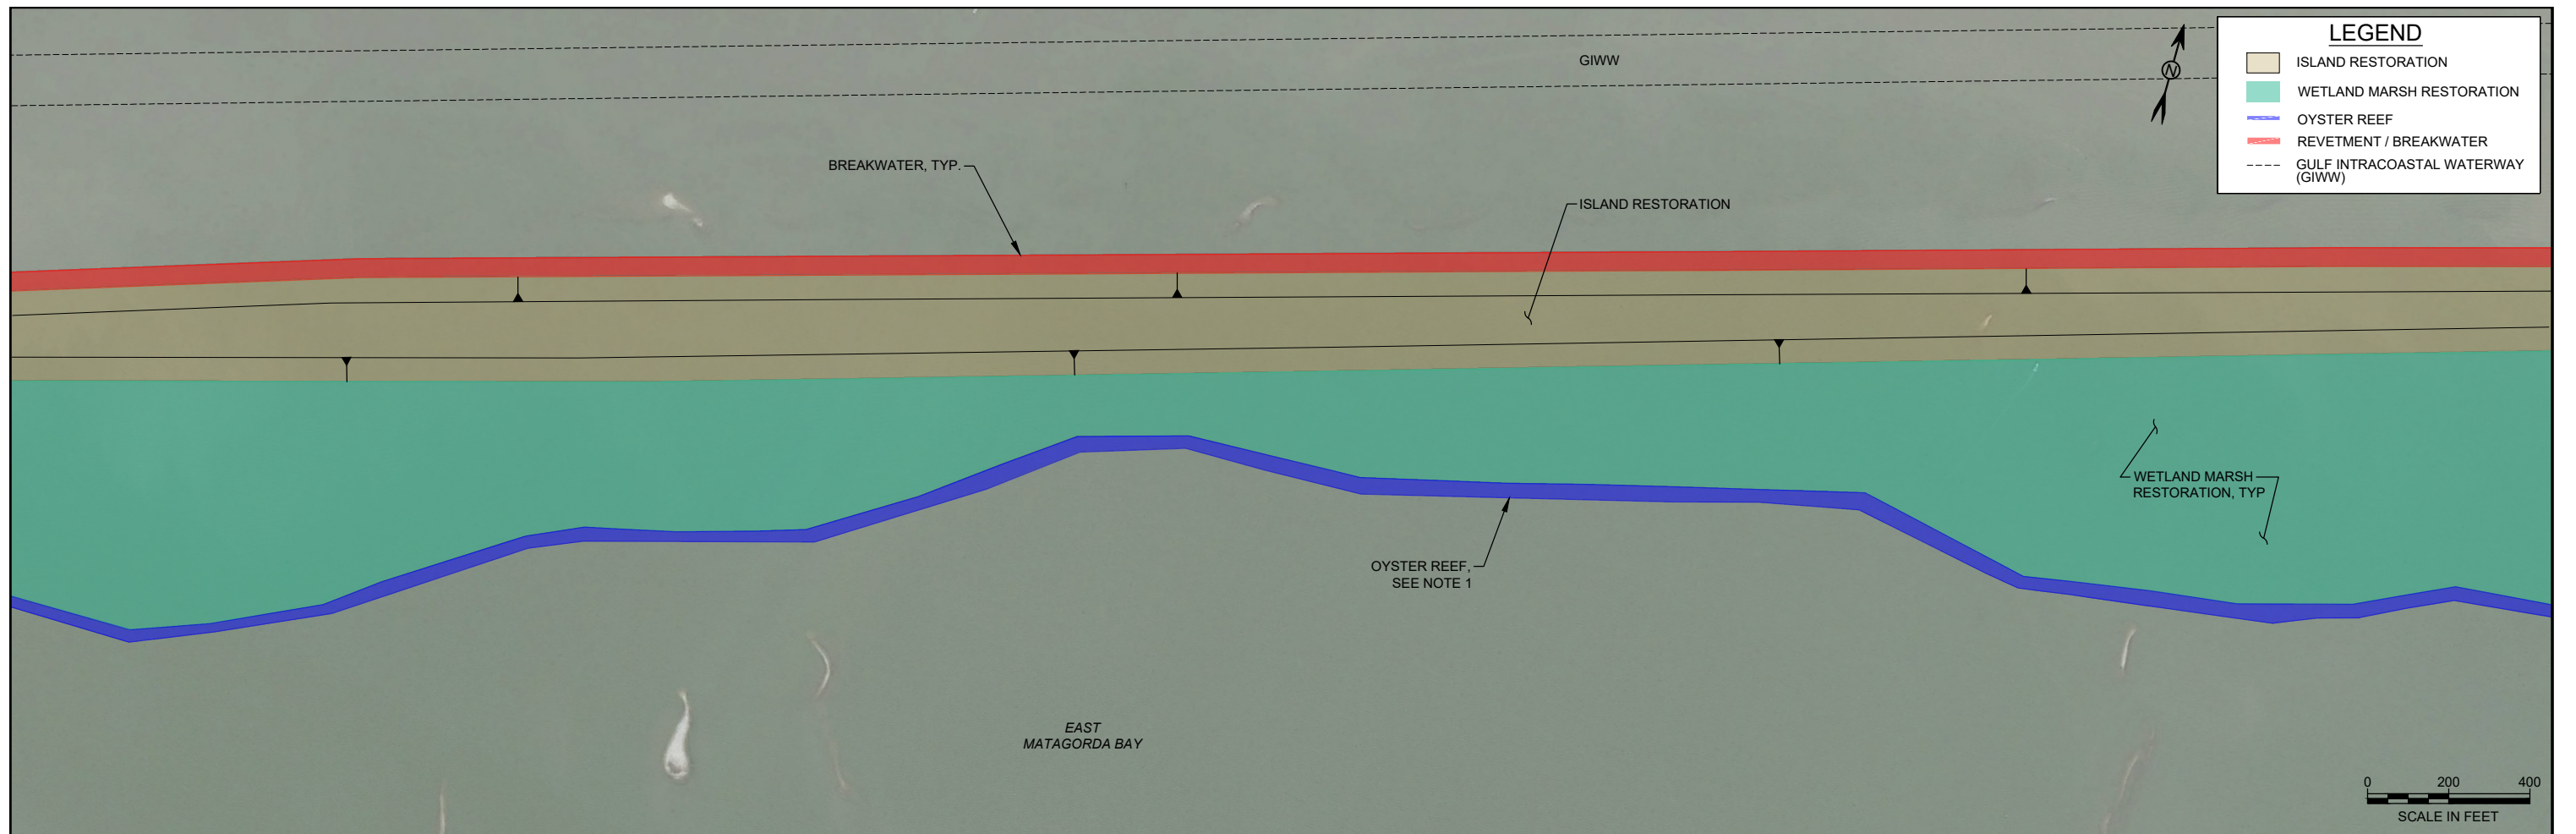 GIWW
N
LEGEND
ISLAND RESTORATION
WETLAND MARSH RESTORATION
OYSTER REEF
REVETMENT / BREAKWATER
GULF INTRACOASTAL WATERWAY
(GIWW)
BREAKWATER, TYP.
ISLAND RESTORATION
WETLAND MARSH
RESTORATION, TYP
OYSTER REEF,
SEE NOTE 1
EAST
MATAGORDA BAY
0 200 400
SCALE IN FEET